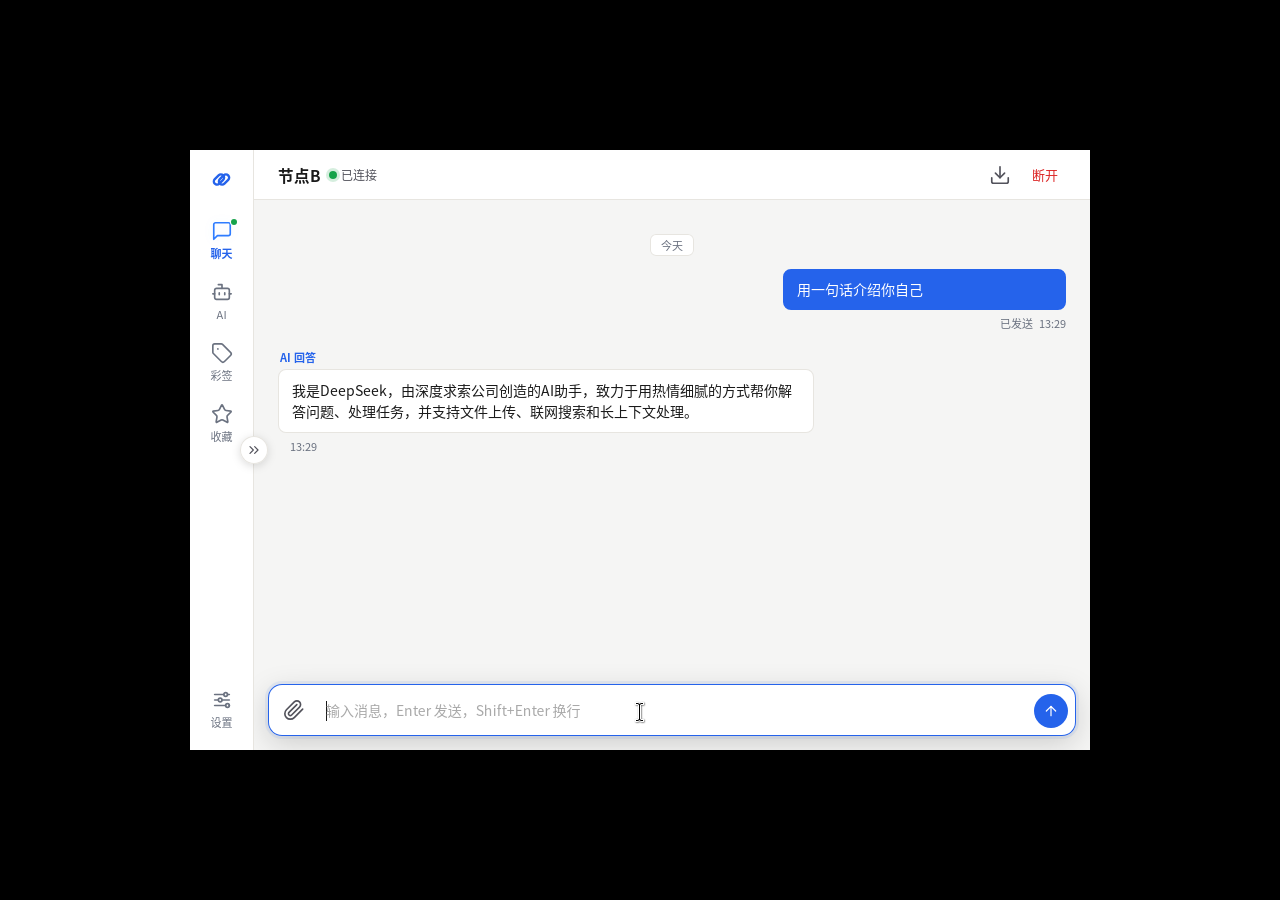 节点B 已连接 断开
聊天
AI
彩签
收藏
设置
今天
用一句话介绍你自己
已发送 13:29
AI 回答
我是DeepSeek，由深度求索公司创造的AI助手，致力于用热情细腻的方式帮你解
答问题、处理任务，并支持文件上传、联网搜索和长上下文处理。
13:29
输入消息，Enter 发送，Shift+Enter 换行